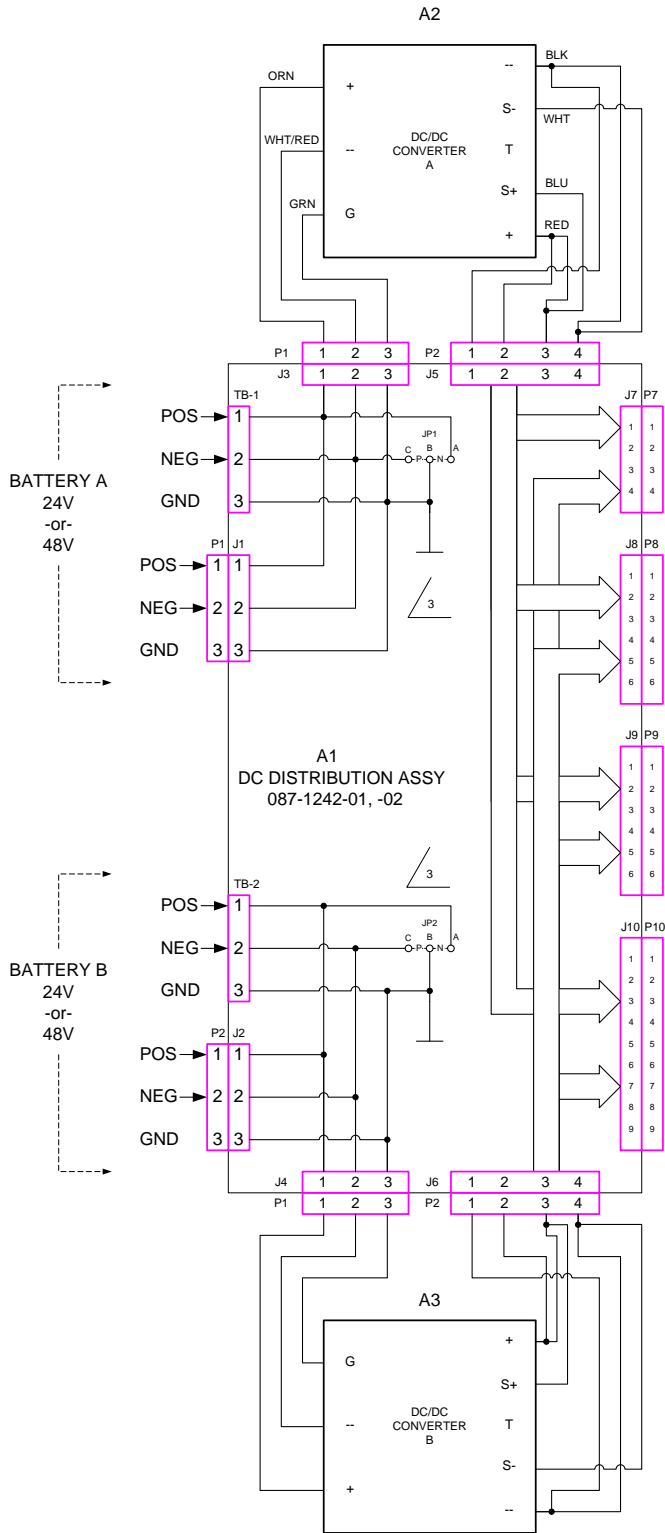 A2
ORN
WHT/RED
GRN
+
--
G
DC/DC
CONVERTER
A
--
S-
T
S+
+
BLK
WHT
BLU
RED
P1 1 2 3
J3 1 2 3
P2 1 2 3 4
J5 1 2 3 4
BATTERY A
24V
-or-
48V
TB-1
POS 1
NEG 2
GND 3
JP1
C P B N A
3
P1 J1
POS 1 1
NEG 2 2
GND 3 3
J7 P7
1 1
2 2
3 3
4 4
J8 P8
1 1
2 2
3 3
4 4
5 5
6 6
A1
DC DISTRIBUTION ASSY
087-1242-01, -02
J9 P9
1 1
2 2
3 3
4 4
5 5
6 6
BATTERY B
24V
-or-
48V
TB-2
POS 1
NEG 2
GND 3
3
JP2
C P B N A
P2 J2
POS 1 1
NEG 2 2
GND 3 3
J10 P10
1 1
2 2
3 3
4 4
5 5
6 6
7 7
8 8
9 9
J4 1 2 3
P1 1 2 3
J6 1 2 3 4
P2 1 2 3 4
A3
G
--
+
DC/DC
CONVERTER
B
+
S+
T
S-
--